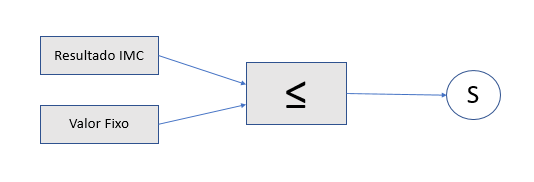 Resultado IMC
Valor Fixo
≤
S